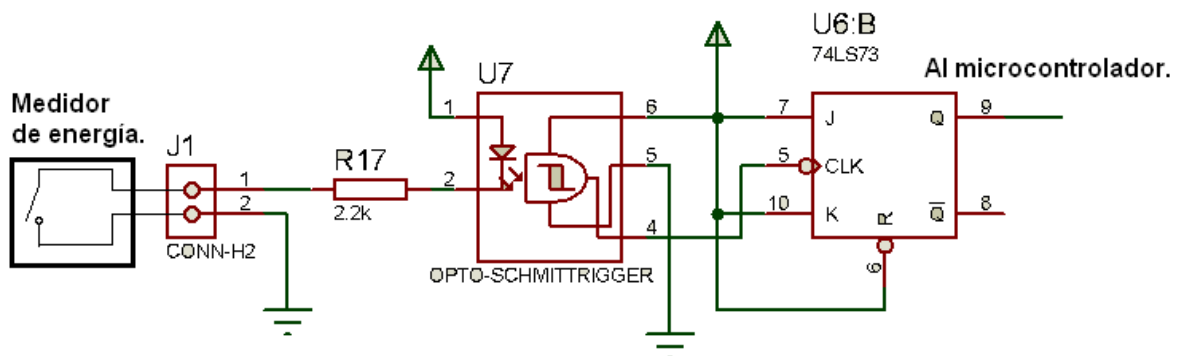 Medidor
de energía.
J1
1
2
CONN-H2
R17
2.2k
U7
1
2
6
5
4
OPTO-SCHMITTRIGGER
U6:B
74LS73
7
J
Q
9
5
CLK
10
K
Q
8
R
6
Al microcontrolador.